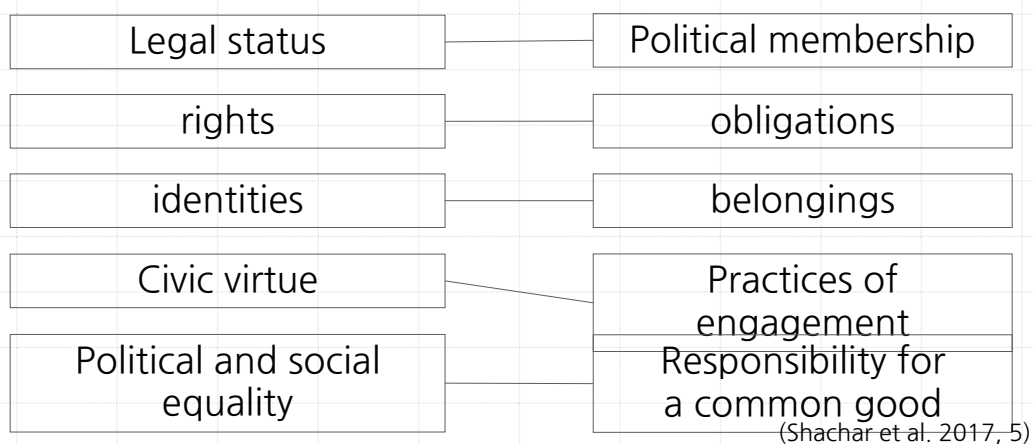 Legal status
Political membership
rights
obligations
identities
belongings
Civic virtue
Practices of
engagement
Political and social
equality
Responsibility for
a common good
(Shachar et al. 2017, 5)